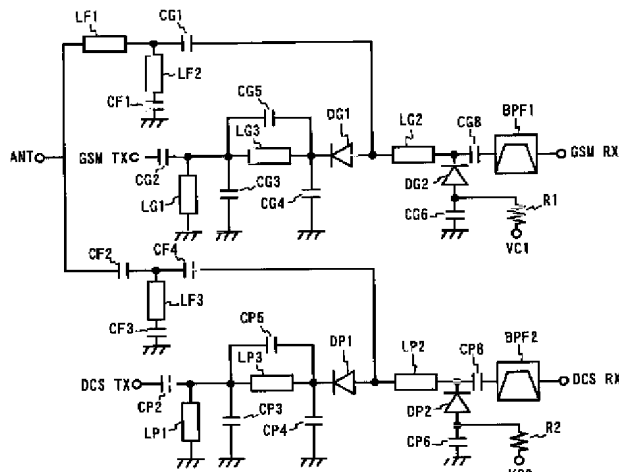 LF1
CG1
LF2
CF1
CG5
DG1
LG3
LG2
CG8
BPF1
ANT
GSM TX
GSM RX
CG2
CG3
DG2
LG1
CG4
CG6
R1
VC1
CF2
CF4
LF3
CF3
CP5
DP1
LP3
LP2
CP8
BPF2
DCS TX
DCS RX
CP2
CP3
DP2
LP1
CP4
CP6
R2